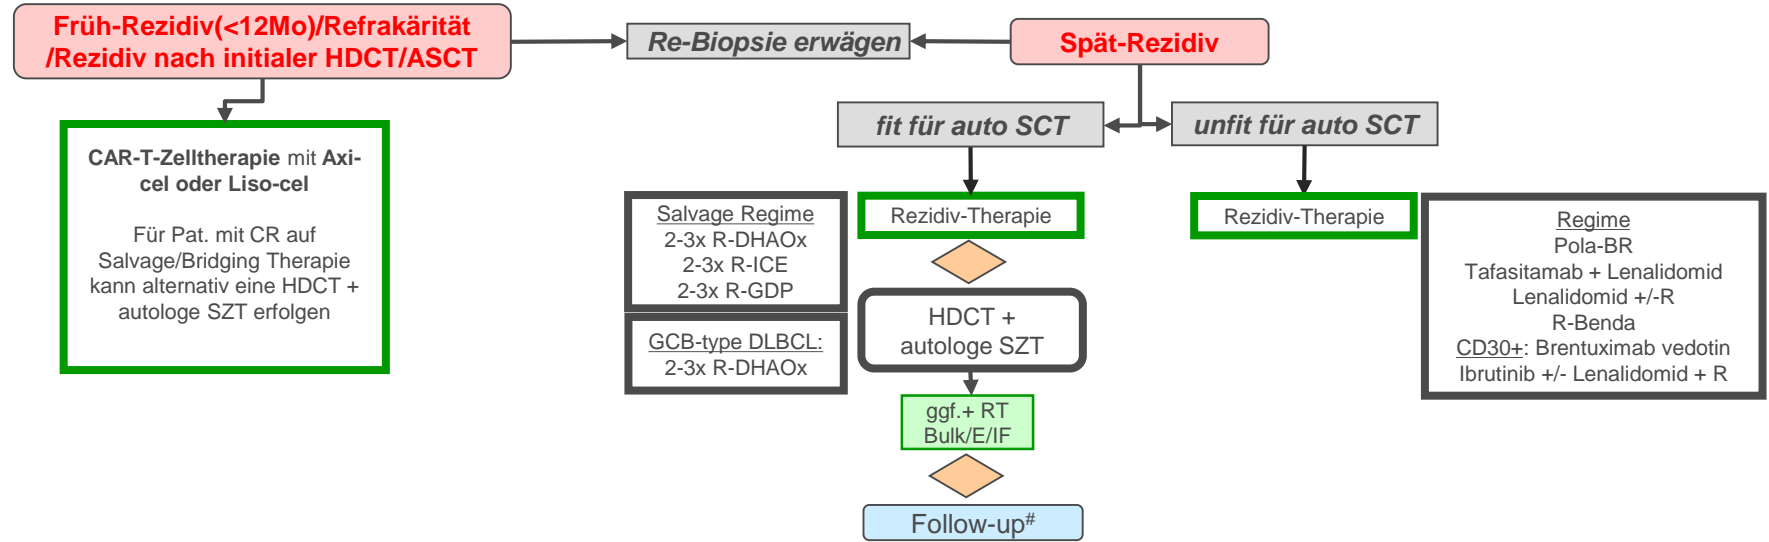 Früh-Rezidiv(<12Mo)/Refrakärität
/Rezidiv nach initialer HDCT/ASCT
Re-Biopsie erwägen
Spät-Rezidiv
CAR-T-Zelltherapie mit Axi-
cel oder Liso-cel
Für Pat. mit CR auf
Salvage/Bridging Therapie
kann alternativ eine HDCT +
autologe SZT erfolgen
fit für auto SCT
unfit für auto SCT
Salvage Regime
2-3x R-DHAOx
2-3x R-ICE
2-3x R-GDP
GCB-type DLBCL:
2-3x R-DHAOx
Rezidiv-Therapie
HDCT +
autologe SZT
ggf.+ RT
Bulk/E/IF
Follow-up#
Rezidiv-Therapie
Regime
Pola-BR
Tafasitamab + Lenalidomid
Lenalidomid +/-R
R-Benda
CD30+: Brentuximab vedotin
Ibrutinib +/- Lenalidomid + R